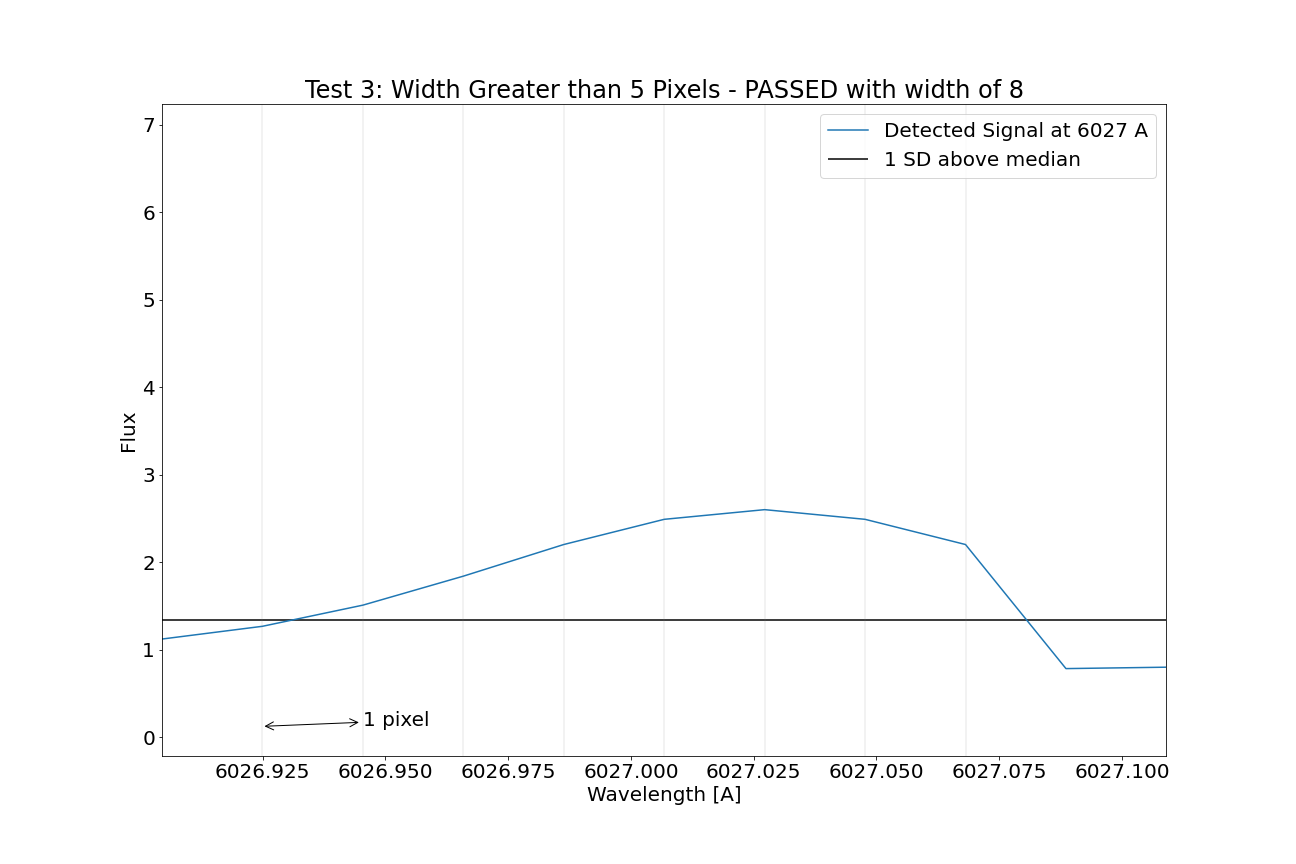 Test 3: Width Greater than 5 Pixels - PASSED with width of 8
Detected Signal at 6027 A
1 SD above median
7
6
5
4
3
2
1
0
Flux
1 pixel
6026.925 6026.950 6026.975 6027.000 6027.025 6027.050 6027.075 6027.100
Wavelength [A]